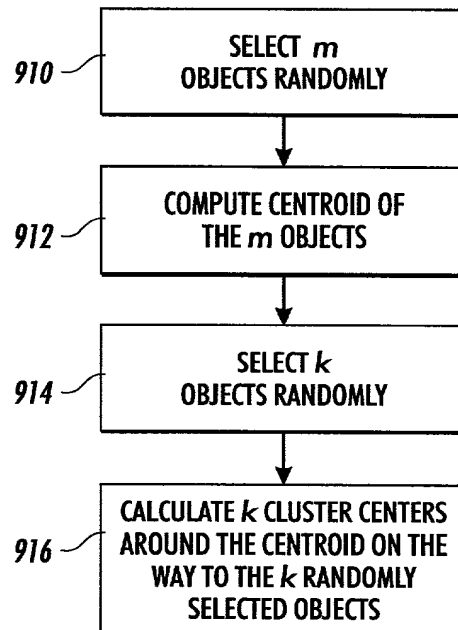 910
SELECT m
OBJECTS RANDOMLY
912
COMPUTE CENTROID OF
THE m OBJECTS
914
SELECT k
OBJECTS RANDOMLY
916
CALCULATE k CLUSTER CENTERS
AROUND THE CENTROID ON THE
WAY TO THE k RANDOMLY
SELECTED OBJECTS